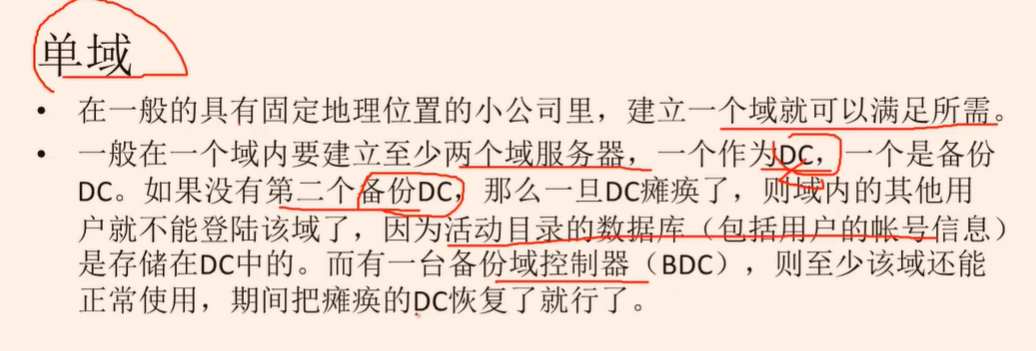 单域
• 在一般的具有固定地理位置的小公司里，建立一个域就可以满足所需。
• 一般在一个域内要建立至少两个域服务器，一个作为DC，一个是备份
DC。如果没有第二个备份DC，那么一旦DC瘫痪了，则域内的其他用
户就不能登陆该域了，因为活动目录的数据库（包括用户的帐号信息）
是存储在DC中的。而有一台备份域控制器（BDC），则至少该域还能
正常使用，期间把瘫痪的DC恢复了就行了。